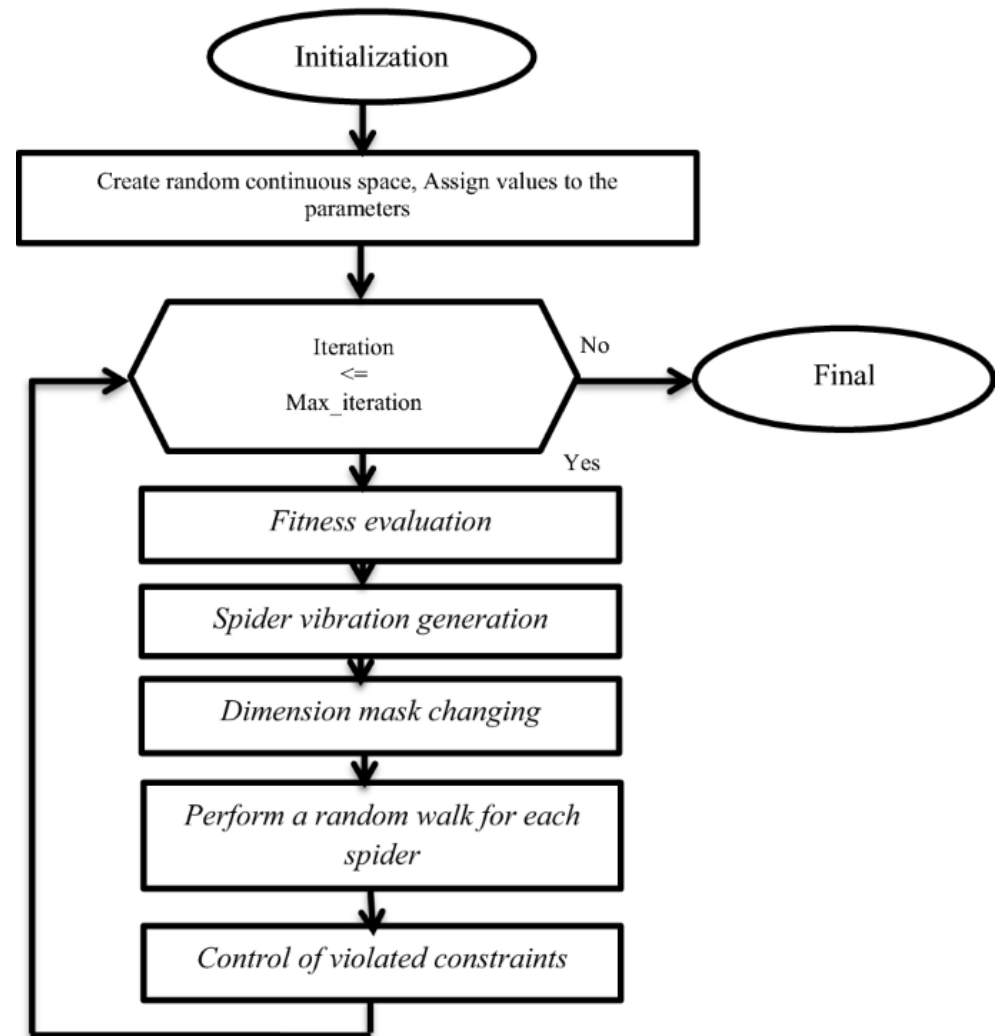 Initialization
Create random continuous space, Assign values to the
parameters
Iteration
<=
Max_iteration
No
Final
Yes
Fitness evaluation
Spider vibration generation
Dimension mask changing
Perform a random walk for each
spider
Control of violated constraints